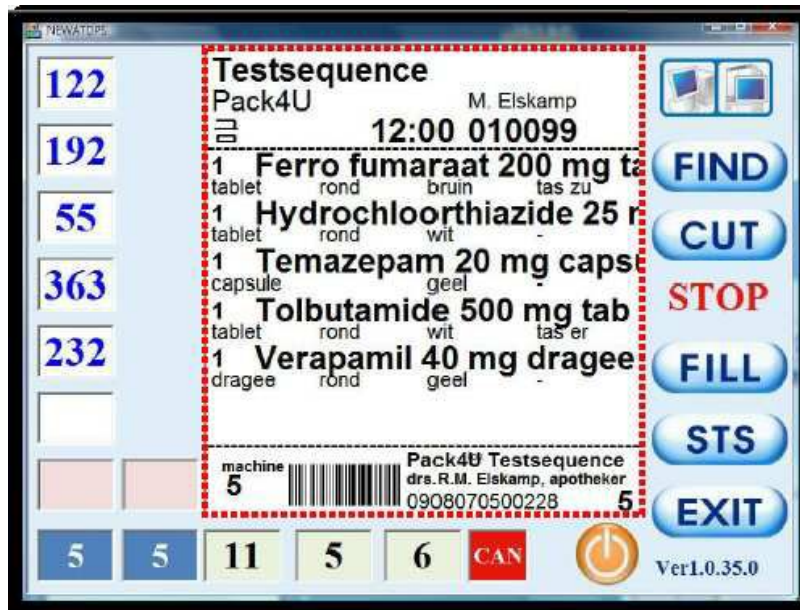 NEWATDPS
122
192
55
363
232
Testsequence
Pack4U M. Elskamp
12:00 010099
1 Ferro fumaraat 200 mg ta
tablet rond bruin tas zu
1 Hydrochloorthiazide 25 m
tablet rond wit -
1 Temazepam 20 mg capsu
capsule geel -
1 Tolbutamide 500 mg tab
tablet rond wit tas er
1 Verapamil 40 mg dragee
dragee rond geel -
machine
5
Pack4U Testsequence
drs.R.M. Elskamp, apotheker
0908070500228 5
FIND
CUT
STOP
FILL
STS
EXIT
5 5 11 5 6 CAN
Ver1.0.35.0